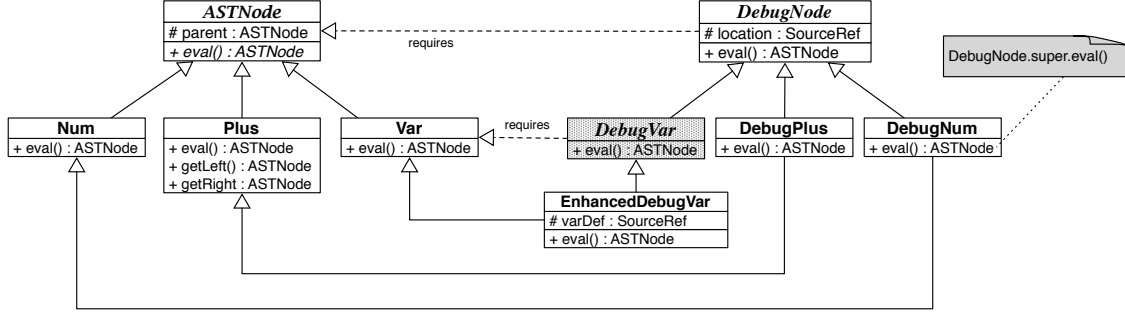 ASTNode
# parent : ASTNode
+ eval() : ASTNode
requires
DebugNode
# location : SourceRef
+ eval() : ASTNode
DebugNode.super.eval()
Num
+ eval() : ASTNode
Plus
+ eval() : ASTNode
+ getLeft() : ASTNode
+ getRight : ASTNode
Var
+ eval() : ASTNode
requires
DebugVar
+ eval() : ASTNode
DebugPlus
+ eval() : ASTNode
DebugNum
+ eval() : ASTNode
EnhancedDebugVar
# varDef : SourceRef
+ eval() : ASTNode